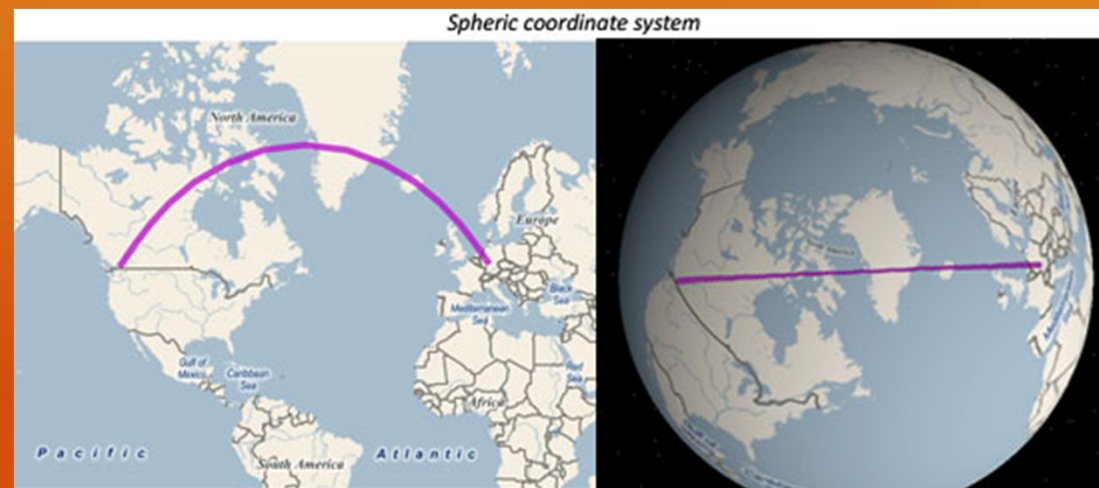 Spheric coordinate system
North America
Europe
Black
Sea
Mediterranean
Sea
Gulf of
Mexico
Caribbean
Sea
Red
Sea
Africa
Pacific
Atlantic
South America